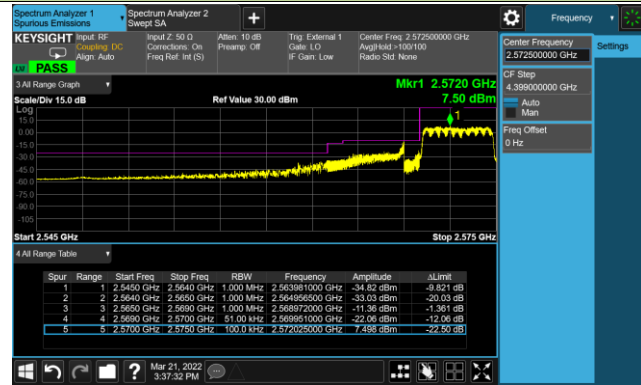 Spectrum Analyzer 1
Spurious Emissions
Spectrum Analyzer 2
Swept SA
Frequency
KEYSIGHT
Input: RF
Coupling: DC
Align: Auto
Input Z: 50 Ω
Corrections: On
Freq Ref: Int (S)
Atten: 10 dB
Preamp: Off
Trig: External 1
Gate: LO
IF Gain: Low
Center Freq: 2.572500000 GHz
Avg|Hold:>100/100
Radio Std: None
LXI PASS
Center Frequency
2.572500000 GHz
Settings
CF Step
4.399000000 GHz
Auto
Man
Freq Offset
0 Hz
3 All Range Graph
Mkr1 2.5720 GHz
7.50 dBm
Scale/Div 15.0 dB
Ref Value 30.00 dBm
Log
15.0
0.00
-15.0
-30.0
-45.0
-60.0
-75.0
-90.0
-105
1
Start 2.545 GHz
Stop 2.575 GHz
4 All Range Table
Spur Range Start Freq Stop Freq RBW Frequency Amplitude ΔLimit
1 1 2.5450 GHz 2.5640 GHz 1.000 MHz 2.563981000 GHz -34.82 dBm -9.821 dB
2 2 2.5640 GHz 2.5650 GHz 1.000 MHz 2.564956500 GHz -33.03 dBm -20.03 dB
3 3 2.5650 GHz 2.5690 GHz 1.000 MHz 2.568972000 GHz -11.36 dBm -1.361 dB
4 4 2.5690 GHz 2.5700 GHz 51.00 kHz 2.569951000 GHz -22.06 dBm -12.06 dB
5 5 2.5700 GHz 2.5750 GHz 100.0 kHz 2.572025000 GHz 7.498 dBm -22.50 dB
Mar 21, 2022
3:37:32 PM